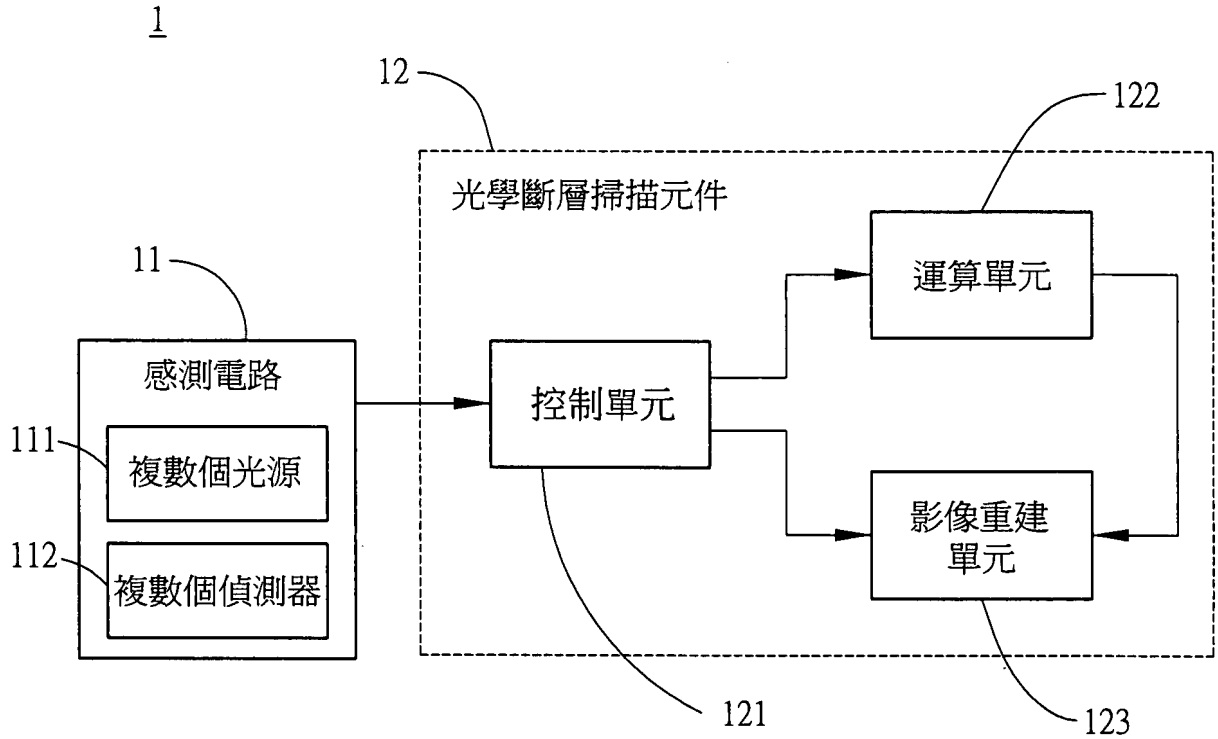 1
12
122
光學斷層掃描元件
11
運算單元
感測電路
控制單元
111
複數個光源
影像重建
單元
112
複數個偵測器
121
123